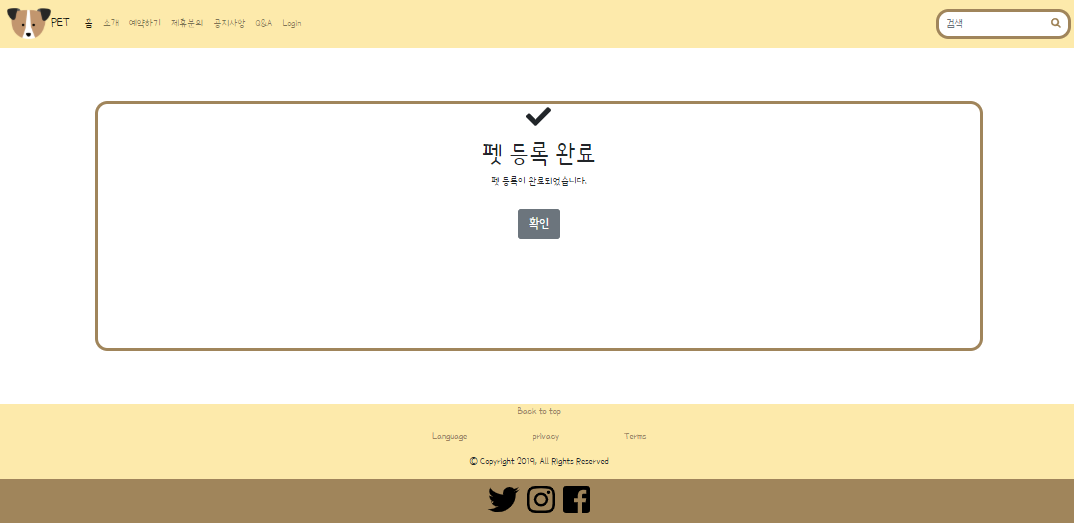 PET 홈 소개 예약하기 제휴문의 공지사항 Q&A Login 검색
펫 등록 완료
펫 등록이 완료되었습니다.
확인
Back to top
Language privacy Terms
© Copyright 2019, All Rights Reserved